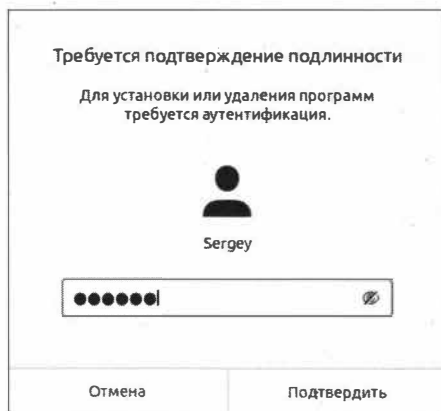 Требуется подтверждение подлинности
Для установки или удаления программ
требуется аутентификация.
Sergey
●●●●●●
Отмена
Подтвердить